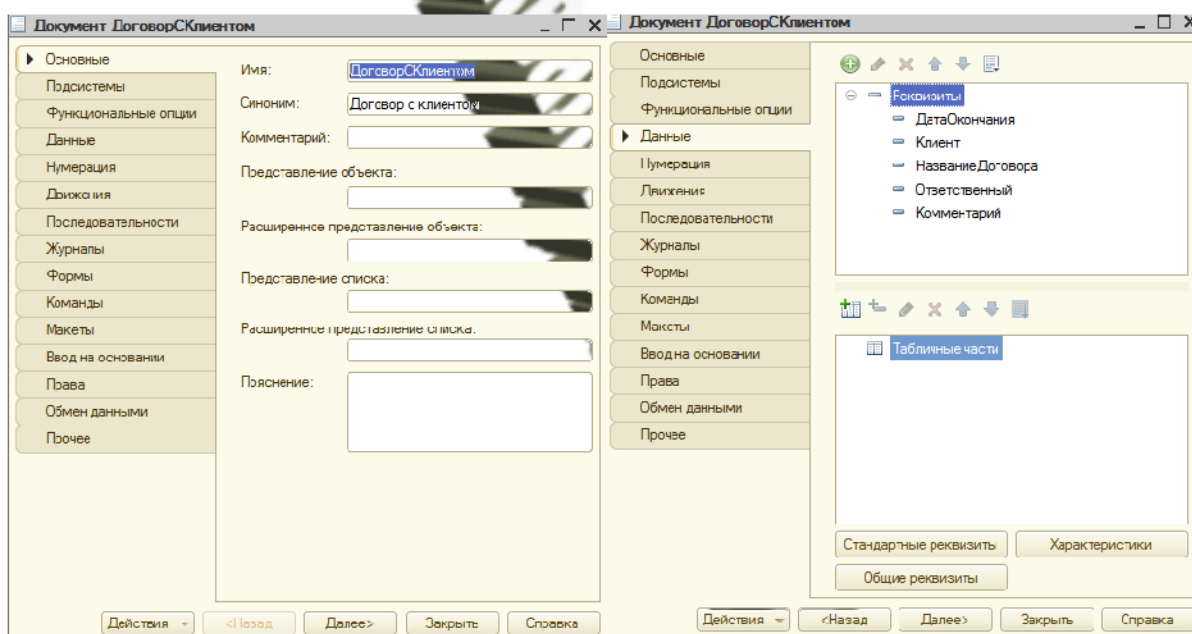 Документ ДоговорСКлиентом
Основные
Подсистемы
Функциональные опции
Данные
Нумерация
Движения
Последовательности
Журналы
Формы
Команды
Макеты
Ввод на основании
Права
Обмен данными
Прочее
Имя:
ДоговорСКлиентом
Синоним:
Договор с клиентом
Комментарий:
Представление объекта:
Расширенное представление объекта:
Представление списка:
Расширенное представление списка:
Пояснение:
Действия
<Назад
Далее>
Закрыть
Справка
Документ ДоговорСКлиентом
Основные
Подсистемы
Функциональные опции
Данные
Нумерация
Движения
Последовательности
Журналы
Формы
Команды
Макеты
Ввод на основании
Права
Обмен данными
Прочее
Реквизиты
ДатаОкончания
Клиент
НазваниеДоговора
Ответственный
Комментарий
Табличные части
Стандартные реквизиты
Характеристики
Общие реквизиты
Действия
<Назад
Далее>
Закрыть
Справка